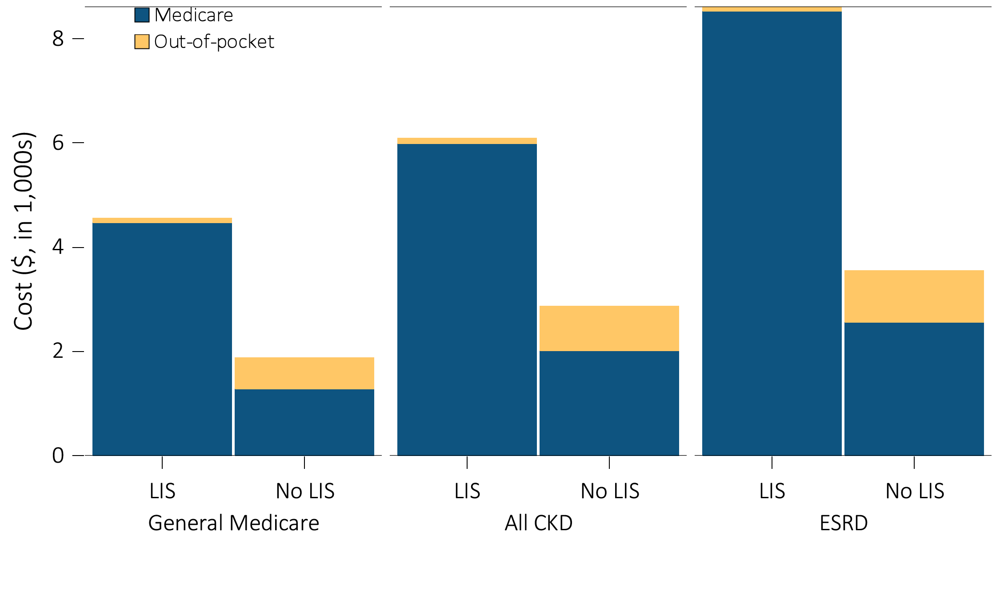 Medicare
Out-of-pocket
8
6
4
2
0
Cost ($, in 1,000s)
LIS No LIS LIS No LIS LIS No LIS
General Medicare All CKD ESRD